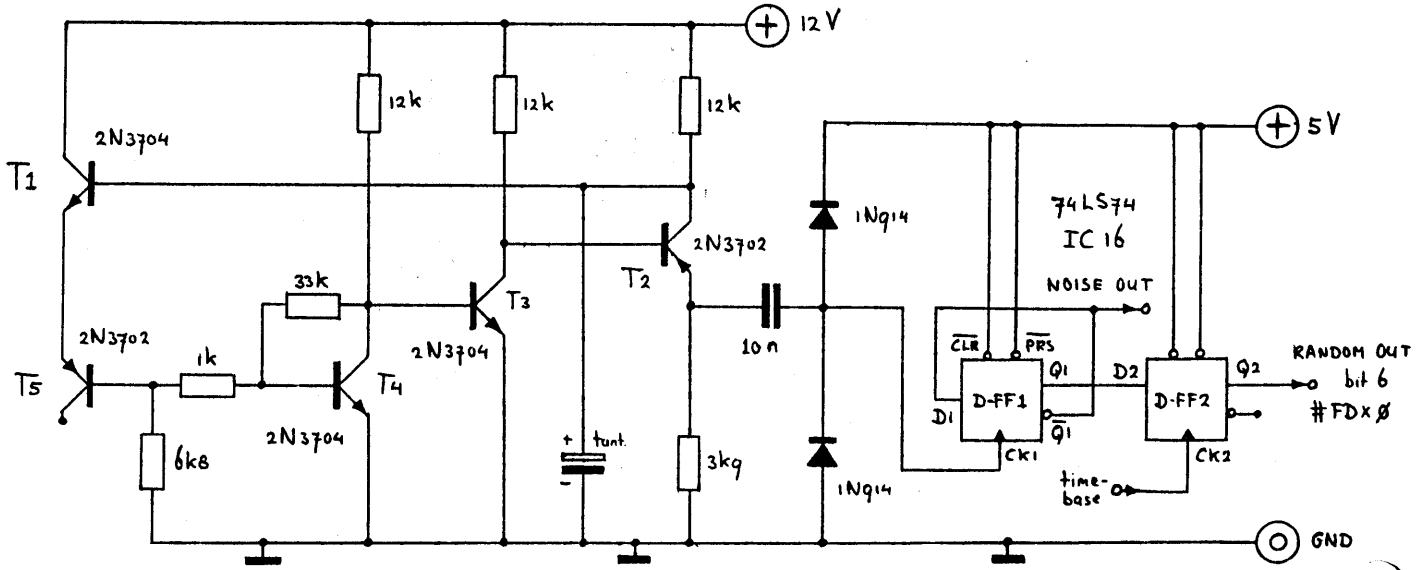 12V
12k
12k
12k
2N3704
T1
5V
1N914
74LS74
IC 16
2N3702
T2
NOISE OUT
33k
T3
2N3704
10n
CLR
PRS
2N3702
1k
T5
T4
Q1
D2
Q2
RANDOM OUT
bit 6
#FDXØ
D-FF1
D-FF2
D1
Q1
2N3704
CK1
CK2
6k8
+ tant.
-
3k9
1N914
time-
base
GND